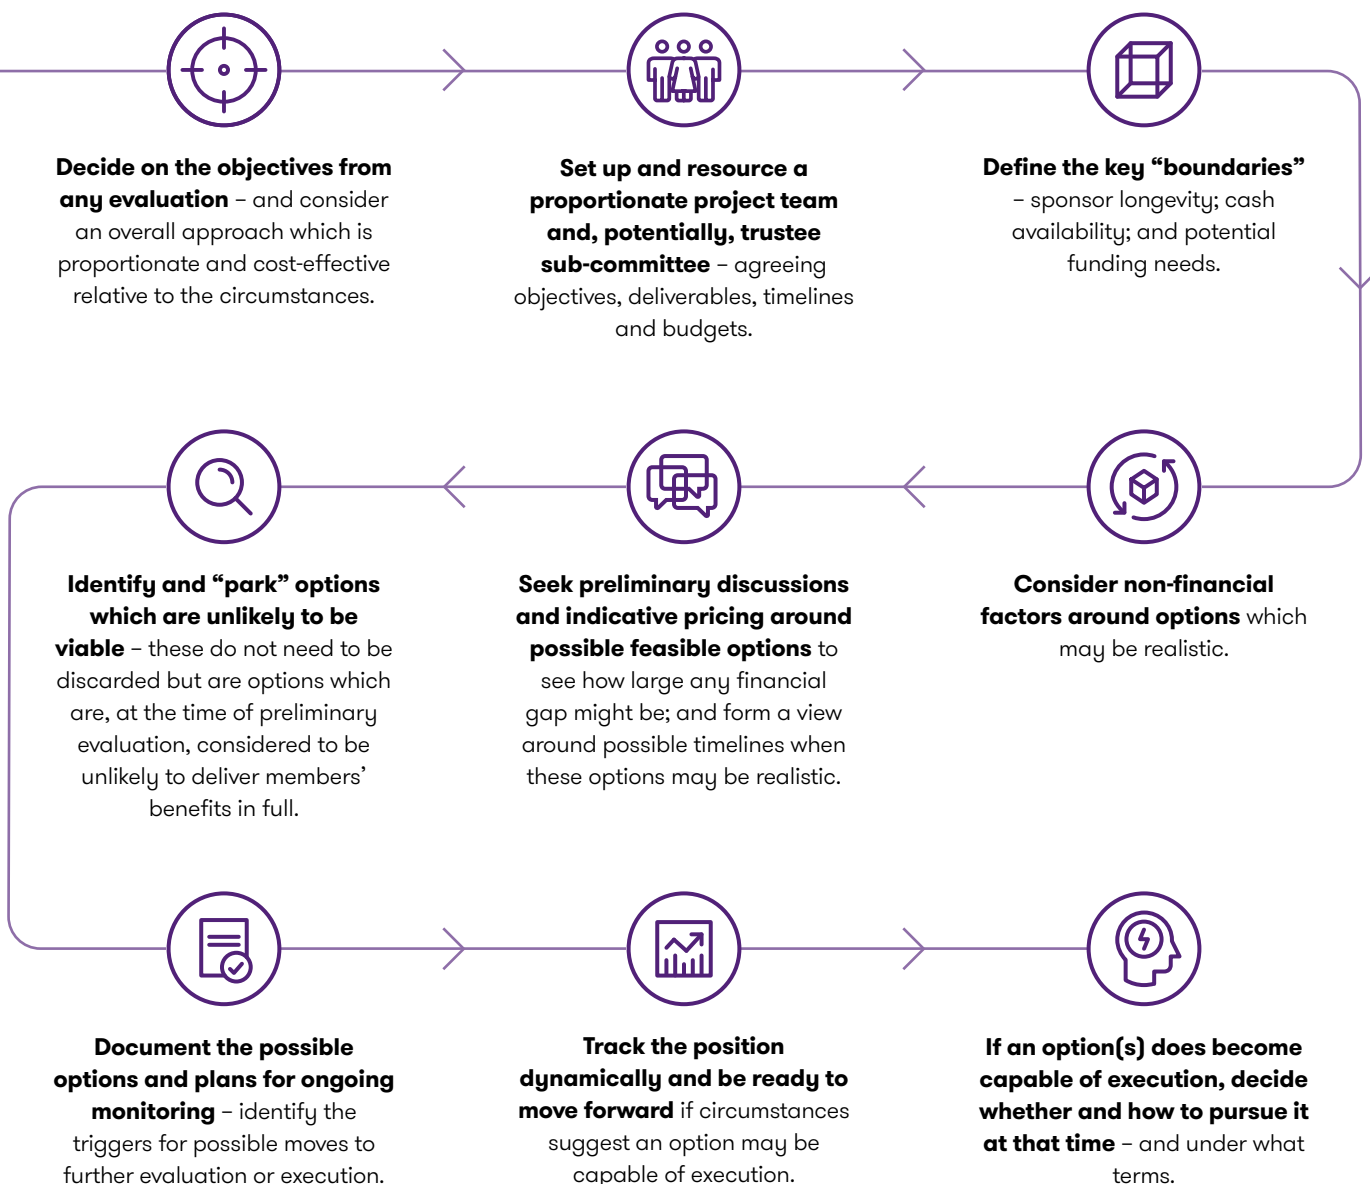 Decide on the objectives from
any evaluation – and consider
an overall approach which is
proportionate and cost-effective
relative to the circumstances.
Set up and resource a
proportionate project team
and, potentially, trustee
sub-committee – agreeing
objectives, deliverables, timelines
and budgets.
Define the key “boundaries”
– sponsor longevity; cash
availability; and potential
funding needs.
Consider non-financial
factors around options which
may be realistic.
Seek preliminary discussions
and indicative pricing around
possible feasible options to
see how large any financial
gap might be; and form a view
around possible timelines when
these options may be realistic.
Identify and “park” options
which are unlikely to be
viable – these do not need to be
discarded but are options which
are, at the time of preliminary
evaluation, considered to be
unlikely to deliver members’
benefits in full.
Document the possible
options and plans for ongoing
monitoring – identify the
triggers for possible moves to
further evaluation or execution.
Track the position
dynamically and be ready to
move forward if circumstances
suggest an option may be
capable of execution.
If an option(s) does become
capable of execution, decide
whether and how to pursue it
at that time – and under what
terms.